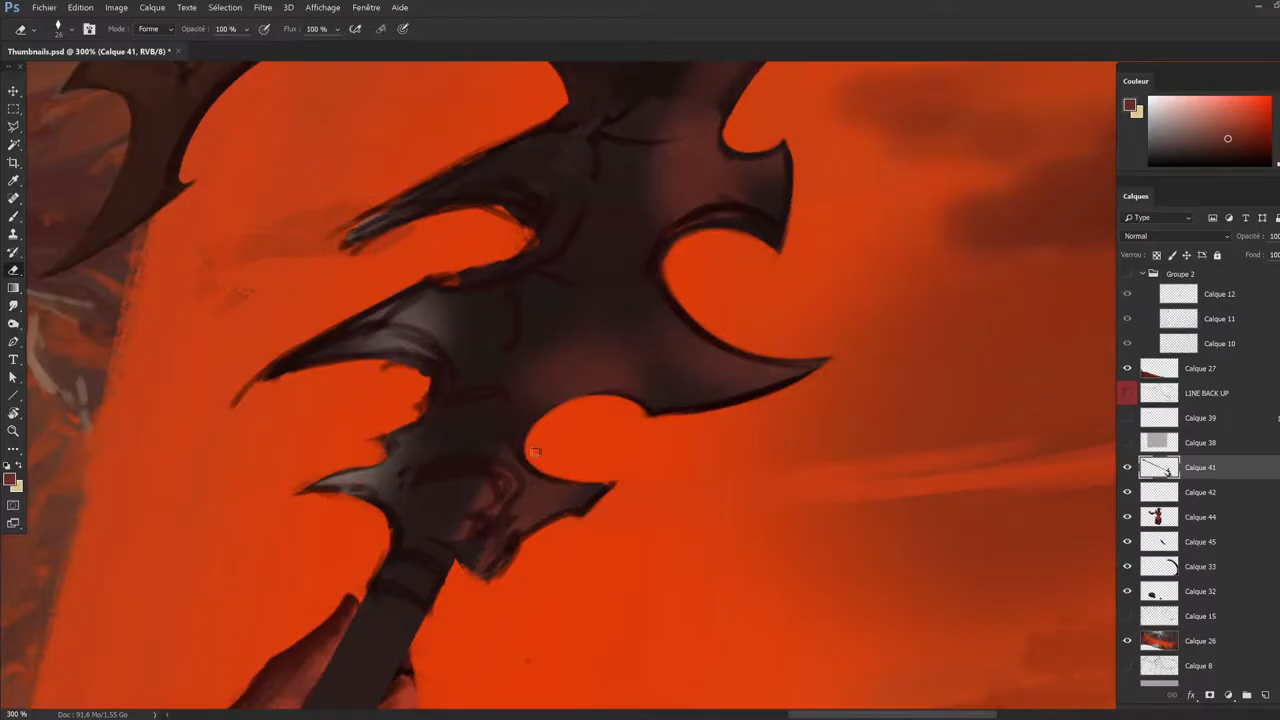 Ps Fichier Edition Image Calque Texte Sélection Filtre 3D Affichage Fenêtre Aide
26 Mode : Forme Opacité : 100 % Flux : 100 %
Thumbnails.psd @ 300% (Calque 41, RVB/8) * ×
Couleur
Calques
Type
Normal Opacité : 100
Verrou : Fond : 100
Groupe 2
Calque 12
Calque 11
Calque 10
Calque 27
LINE BACK UP
Calque 39
Calque 38
Calque 41
Calque 42
Calque 44
Calque 45
Calque 33
Calque 32
Calque 15
Calque 26
Calque 8
300 % Doc : 91,6 Mo/1,55 Go